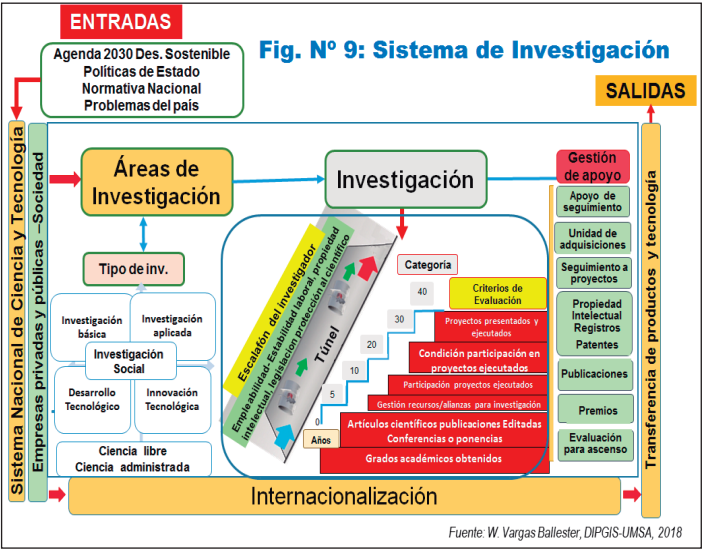 ENTRADAS
Agenda 2030 Des. Sostenible
Políticas de Estado
Normativa Nacional
Problemas del país
Fig. Nº 9: Sistema de Investigación
SALIDAS
Sistema Nacional de Ciencia y Tecnología
Empresas privadas y públicas –Sociedad
Áreas de
Investigación
Investigación
Gestión
de apoyo
Tipo de inv.
Investigación
básica
Investigación
aplicada
Investigación
Social
Desarrollo
Tecnológico
Innovación
Tecnológica
Ciencia libre
Ciencia administrada
Escalafón del investigador
Empleabilidad- Estabilidad laboral, propiedad
intelectual, legislacion protección al científico
Túnel
Categoría
40
30
20
10
5
0
Años
Criterios de
Evaluación
Proyectos presentados y
ejecutados
Condición participación en
proyectos ejecutados
Participación proyectos ejecutados
Gestión recursos/alianzas para investigación
Artículos científicos publicaciones Editadas
Conferencias o ponencias
Grados académicos obtenidos
Apoyo de
seguimiento
Unidad de
adquisiciones
Seguimiento a
proyectos
Propiedad
Intelectual
Registros
Patentes
Publicaciones
Premios
Evaluación
para ascenso
Transferencia de productos y tecnología
Internacionalización
Fuente: W. Vargas Ballester, DIPGIS-UMSA, 2018